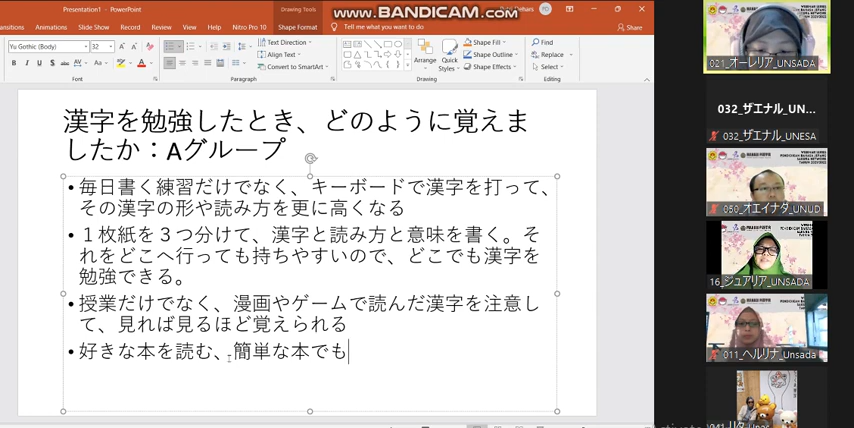 Presentation1 - PowerPoint
Drawing Tools
www.BANDICAM.com
Transitions
Animations
Slide Show
Review
View
Help
Nitro Pro 10
Shape Format
Tell me what you want to do
Share
Yu Gothic (Body)
32
Text Direction
Align Text
Convert to SmartArt
Arrange
Quick
Styles
Shape Fill
Shape Outline
Shape Effects
Find
Replace
Select
Font
Paragraph
Drawing
Editing
漢字を勉強したとき、どのように覚えま
したか：Aグループ
• 毎日書く練習だけでなく、キーボードで漢字を打って、
その漢字の形や読み方を更に高くなる
• １枚紙を３つ分けて、漢字と読み方と意味を書く。そ
れをどこへ行っても持ちやすいので、どこでも漢字を
勉強できる。
• 授業だけでなく、漫画やゲームで読んだ漢字を注意し
て、見れば見るほど覚えられる
• 好きな本を読む、簡単な本でも
021_オーレリア_UNSADA
032_ザエナル_UN...
032_ザエナル_UNESA
050_オエイナタ_UNUD
16_ジュアリア_UNSADA
011_ヘルリナ_Unsada